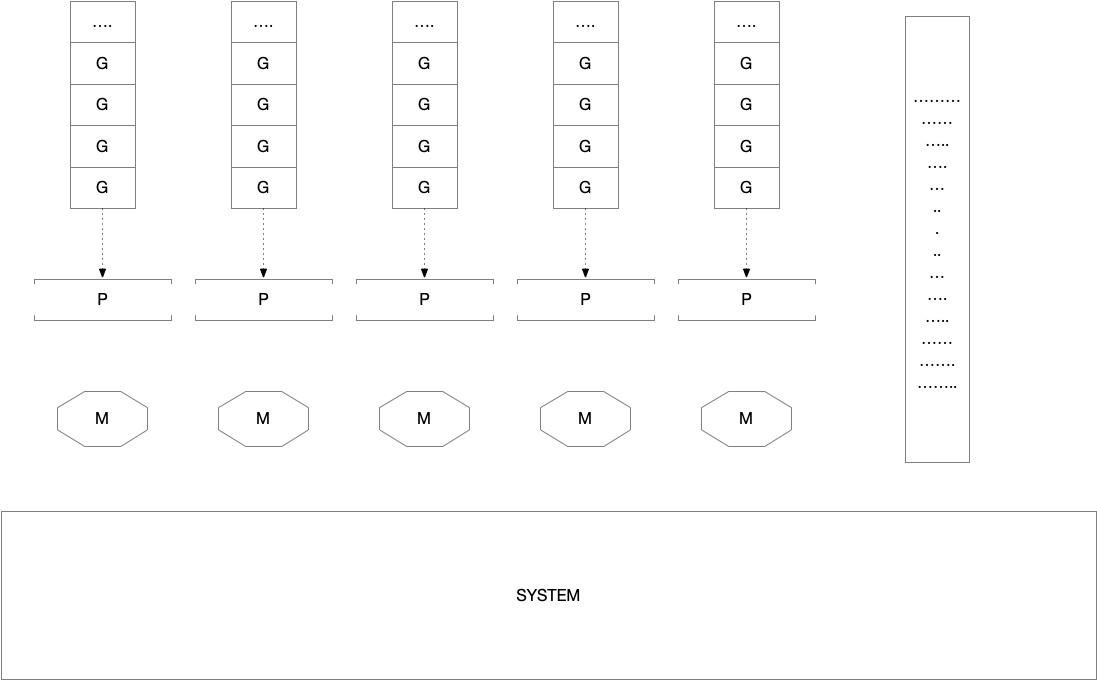 …. …. …. …. ….
G G G G G
G G G G G
G G G G G
G G G G G
P P P P P
M M M M M
………
……
…..
….
…
..
.
..
…
….
…..
……
…….
……..
SYSTEM